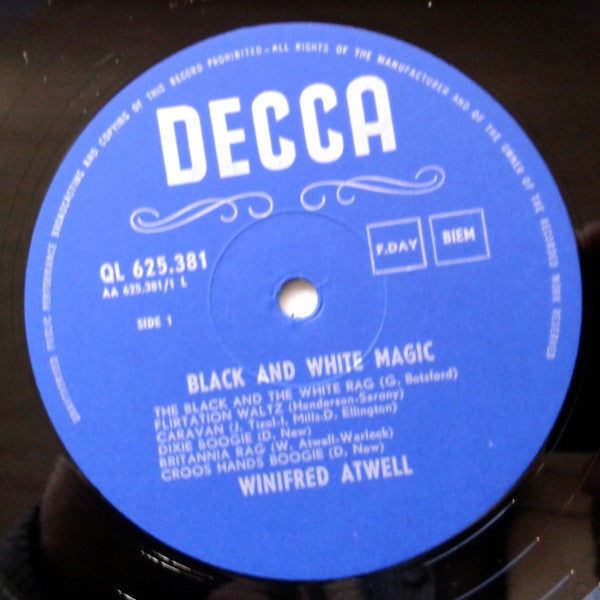 UNAUTHORISED PUBLIC PERFORMANCE BROADCASTING AND COPYING OF THIS RECORD PROHIBITED-ALL RIGHTS OF THE MANUFACTURER AND OF THE OWNER OF THE RECORDED WORK RESERVED
DECCA
F.DAY BIEM
QL 625.381
AA 625.381/1 L
SIDE 1
BLACK AND WHITE MAGIC
THE BLACK AND THE WHITE RAG (G. Botsford)
FLIRTATION WALTZ (Henderson-Sarony)
CARAVAN (J. Tizol-I. Mills-D. Ellington)
DIXIE BOOGIE (D. New)
BRITANNIA RAG (W. Atwell-Warlock)
CROOS HANDS BOOGIE (D. New)
WINIFRED ATWELL